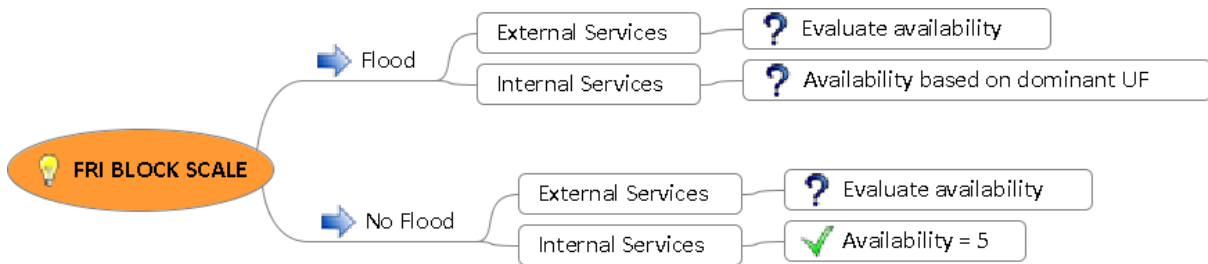 External Services
Evaluate availability
Flood
Internal Services
Availability based on dominant UF
FRI BLOCK SCALE
External Services
Evaluate availability
No Flood
Internal Services
Availability = 5